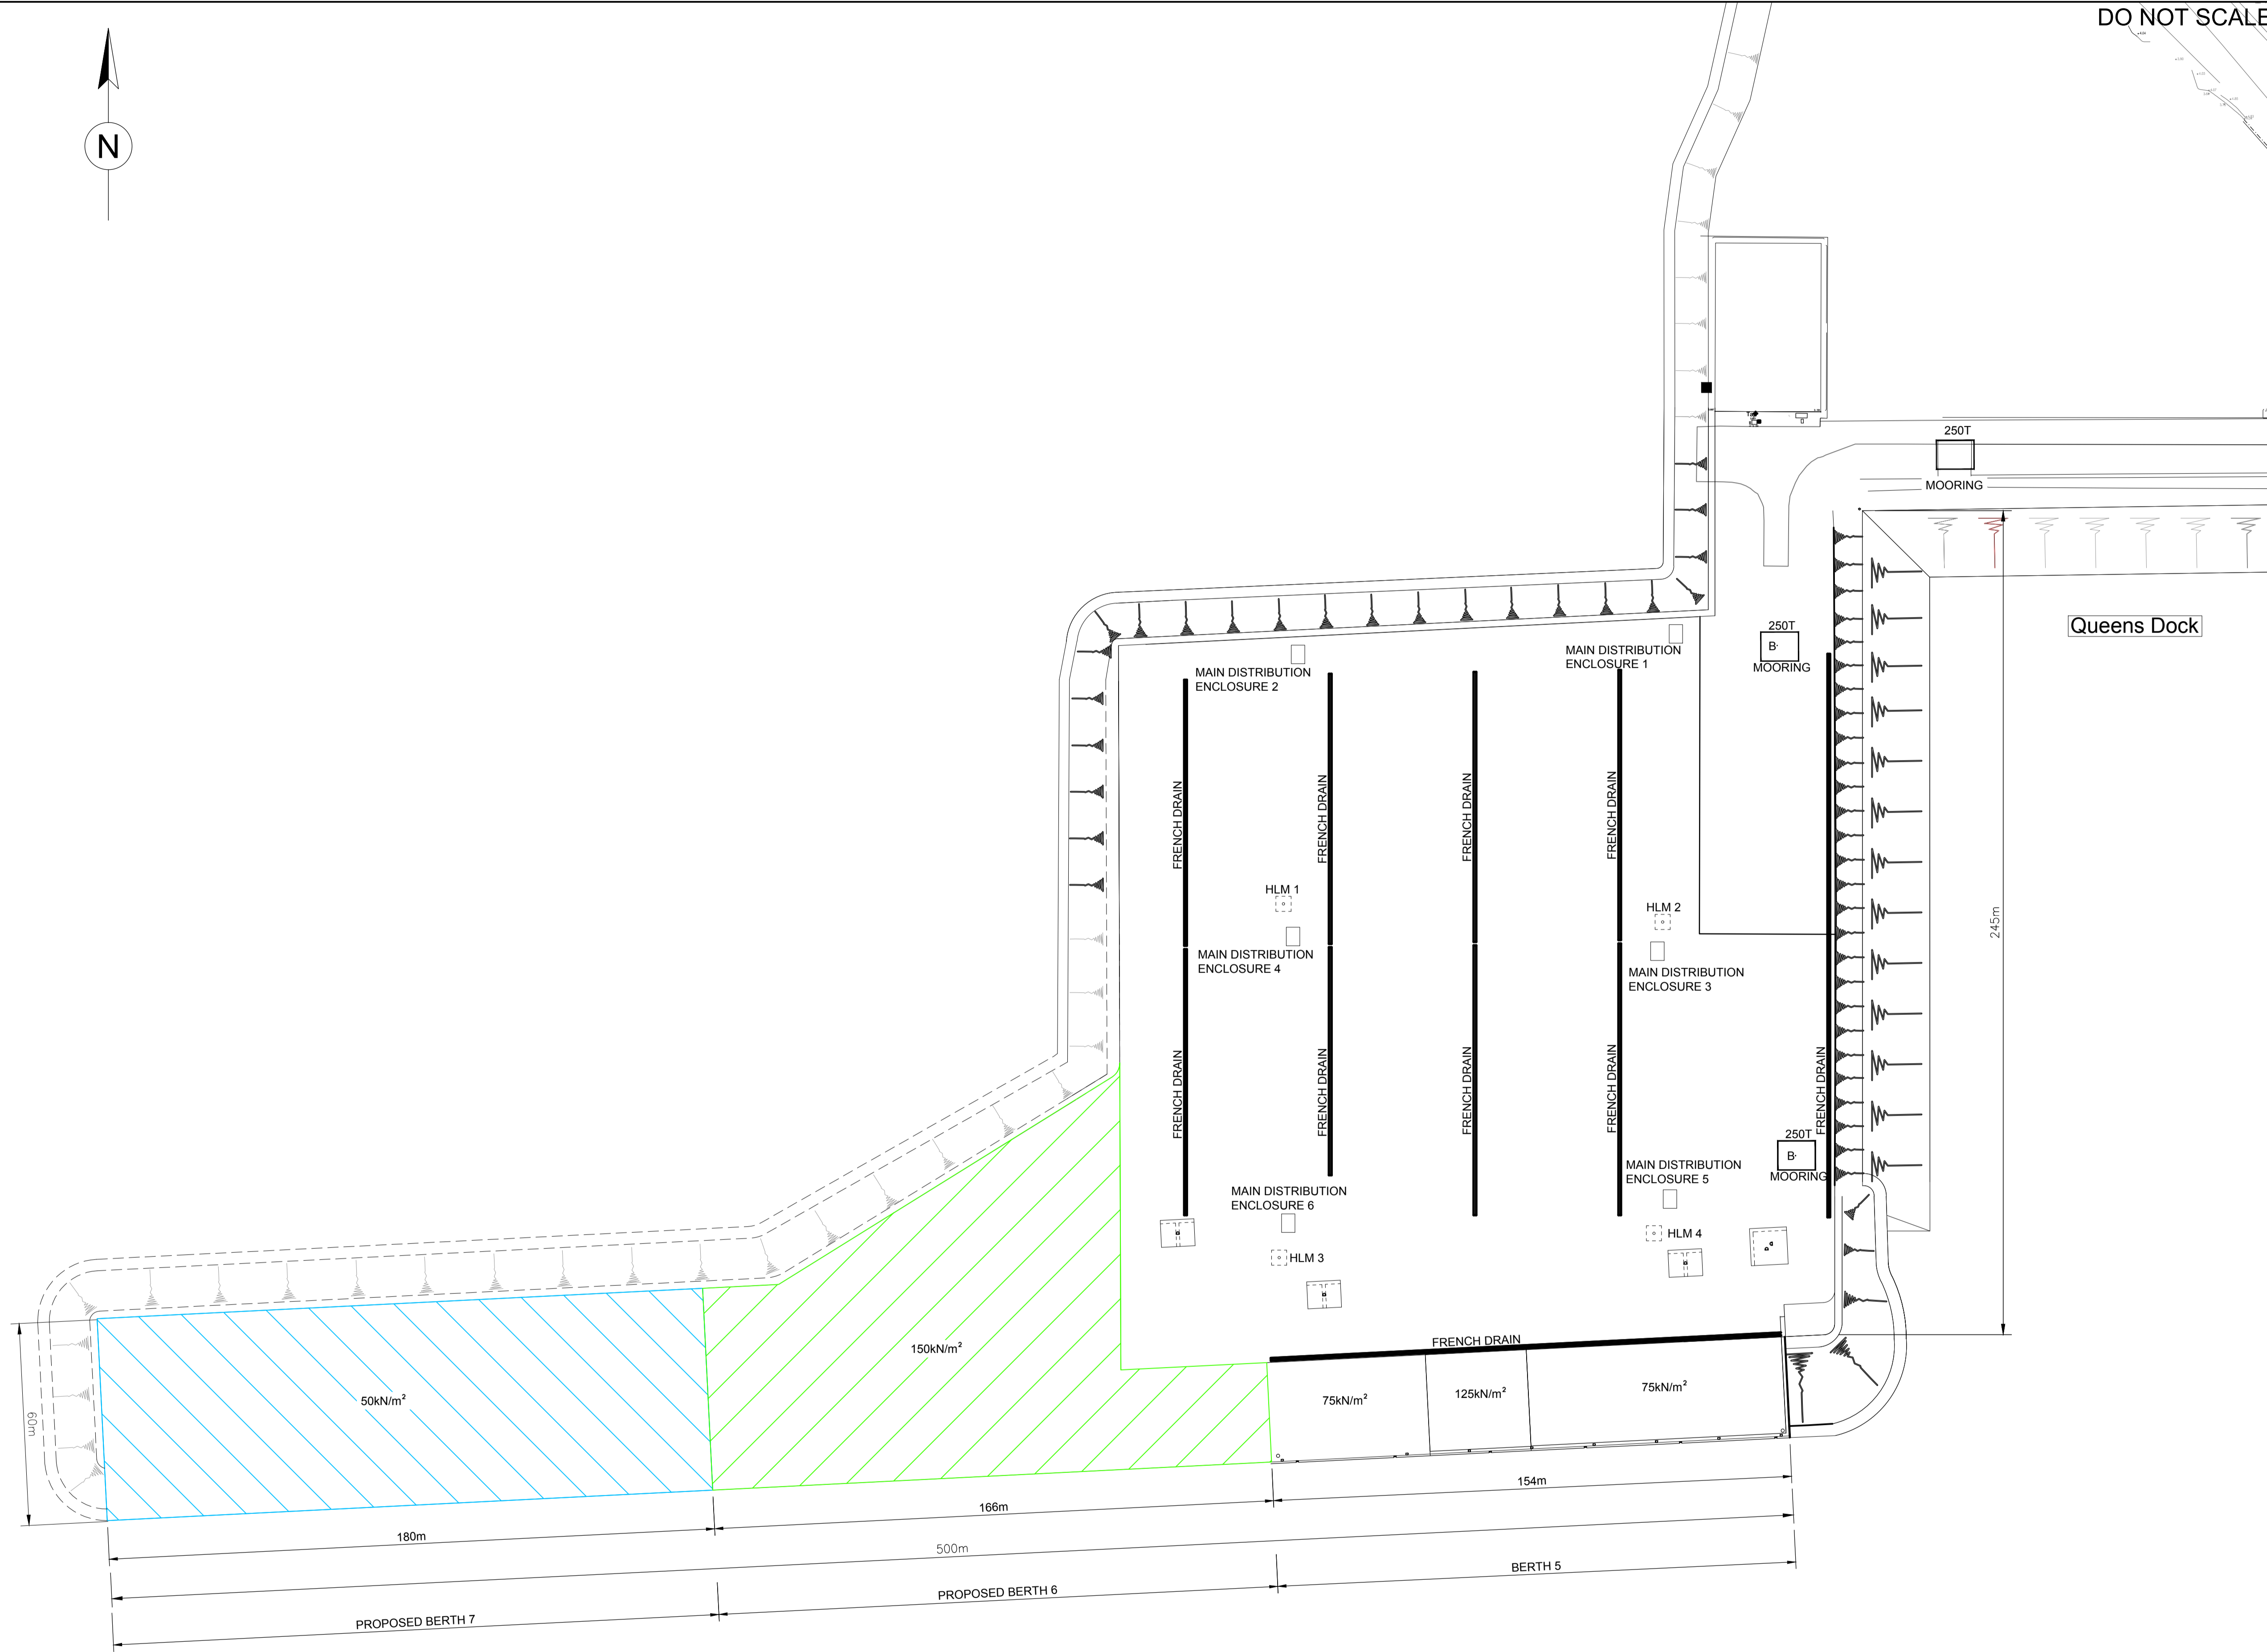 DO NOT SCALE
N
250T
MOORING
Queens Dock
250T
B
MOORING
MAIN DISTRIBUTION
ENCLOSURE 1
MAIN DISTRIBUTION
ENCLOSURE 2
FRENCH DRAIN
FRENCH DRAIN
FRENCH DRAIN
FRENCH DRAIN
HLM 1
HLM 2
245m
MAIN DISTRIBUTION
ENCLOSURE 4
MAIN DISTRIBUTION
ENCLOSURE 3
FRENCH DRAIN
FRENCH DRAIN
FRENCH DRAIN
FRENCH DRAIN
FRENCH DRAIN
250T
B
MOORING
MAIN DISTRIBUTION
ENCLOSURE 5
MAIN DISTRIBUTION
ENCLOSURE 6
HLM 4
HLM 3
FRENCH DRAIN
150kN/m²
50kN/m²
75kN/m²
125kN/m²
75kN/m²
60m
154m
166m
180m
500m
BERTH 5
PROPOSED BERTH 6
PROPOSED BERTH 7